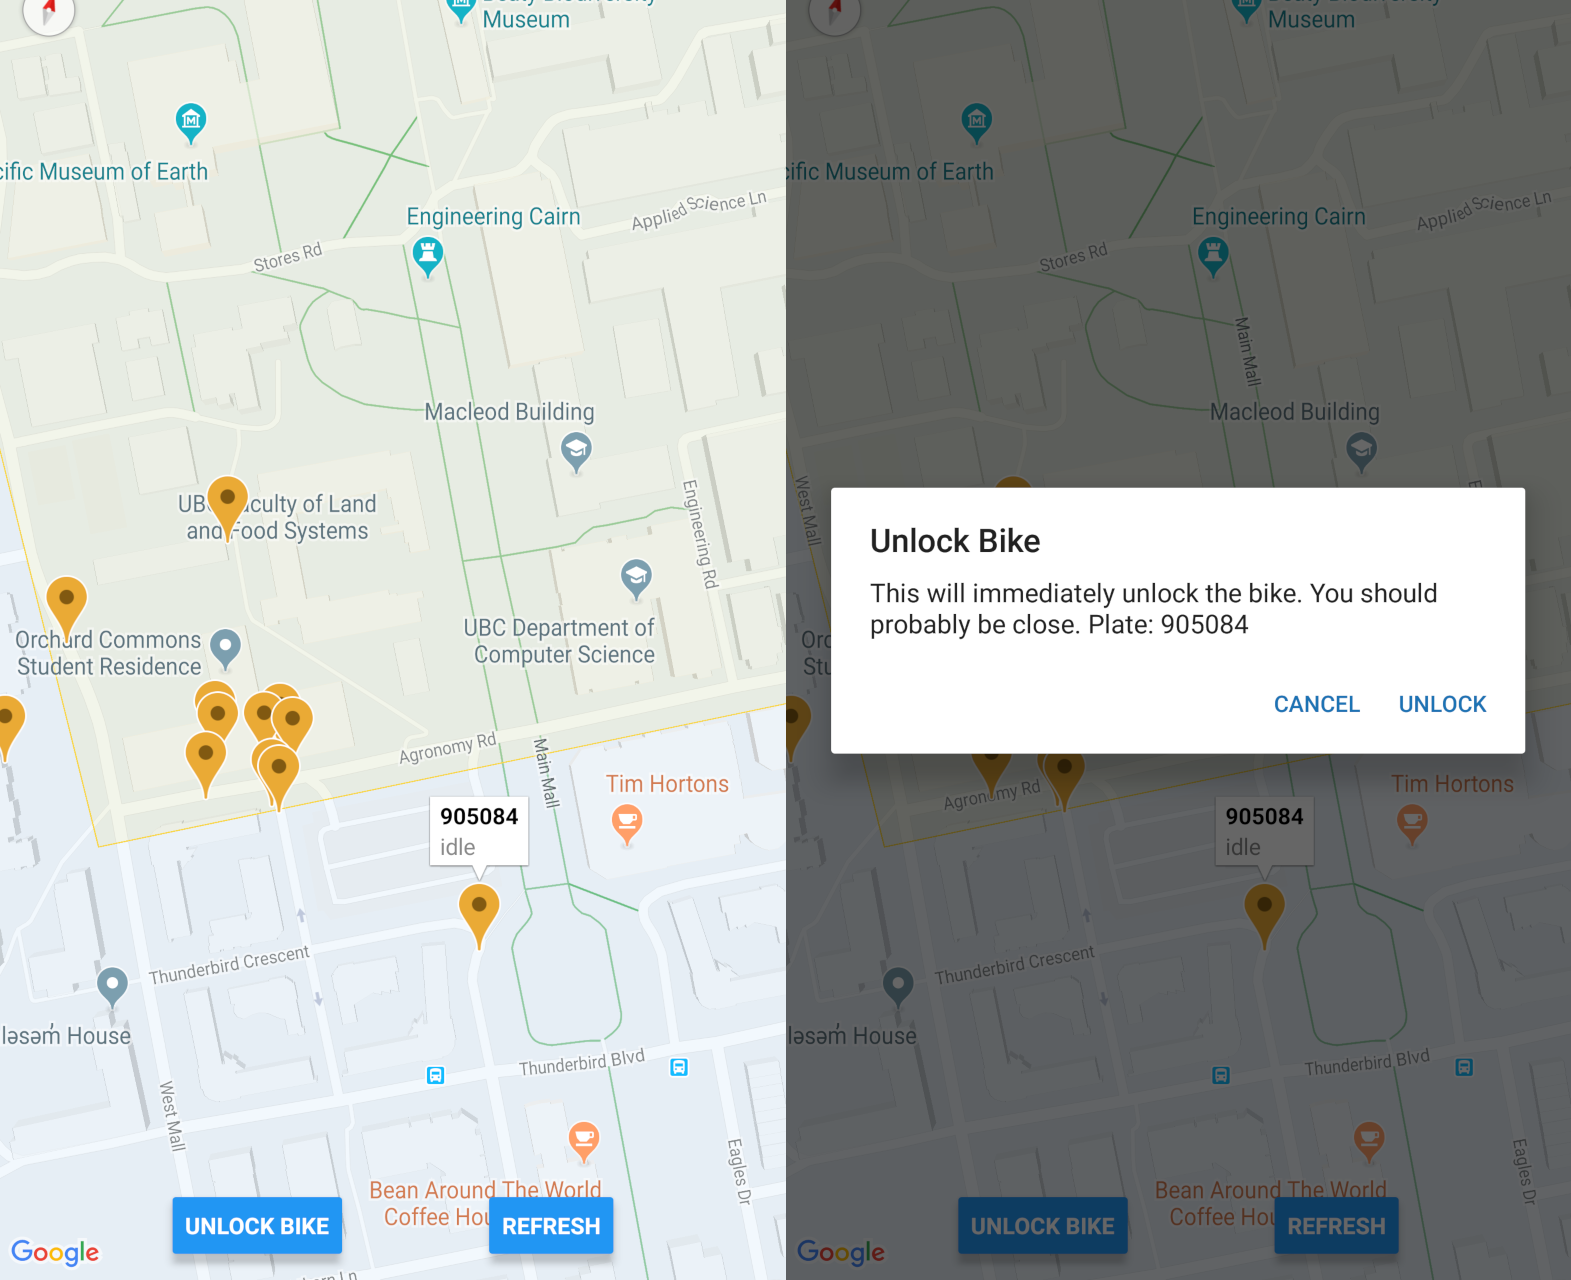 Museum
cific Museum of Earth
Engineering Cairn
Applied Science Ln
Stores Rd
Macleod Building
UBC Faculty of Land
and Food Systems
Engineering Rd
Orchard Commons
Student Residence
UBC Department of
Computer Science
Agronomy Rd
Main Mall
Tim Hortons
905084
idle
Thunderbird Crescent
ləsəm̓ House
Thunderbird Blvd
West Mall
Eagles Dr
Bean Around The World
Coffee Hou
UNLOCK BIKE
REFRESH
Google
Museum
cific Museum of Earth
Engineering Cairn
Applied Science Ln
Stores Rd
Main Mall
Macleod Building
West Mall
Unlock Bike
This will immediately unlock the bike. You should
probably be close. Plate: 905084
CANCEL
UNLOCK
Tim Hortons
Agronomy Rd
905084
idle
Thunderbird Crescent
ləsəm̓ House
Thunderbird Blvd
Eagles Dr
Bean Around The World
Coffee Hou
UNLOCK BIKE
REFRESH
Google